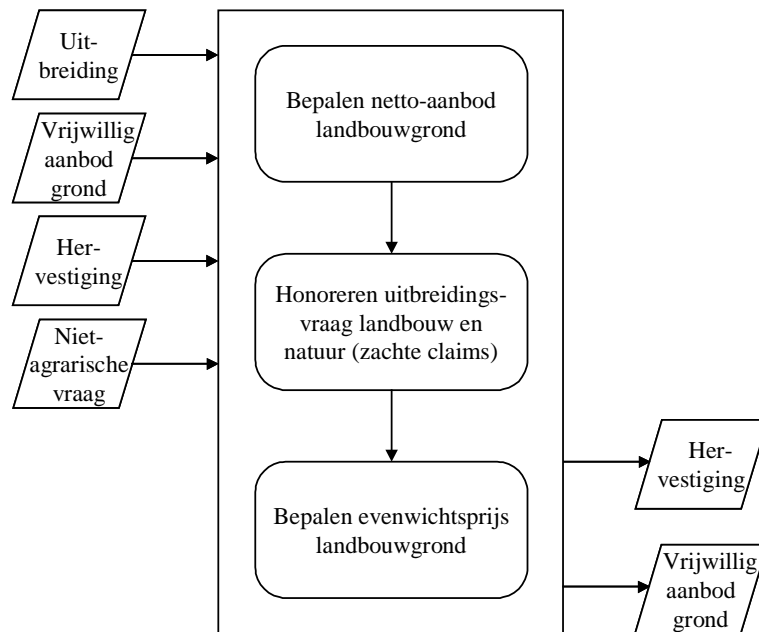 Uit-
breiding
Vrijwillig
aanbod
grond
Her-
vestiging
Niet-
agrarische
vraag
Bepalen netto-aanbod
landbouwgrond
Honoreren uitbreidings-
vraag landbouw en
natuur (zachte claims)
Bepalen evenwichtsprijs
landbouwgrond
Her-
vestiging
Vrijwillig
aanbod
grond